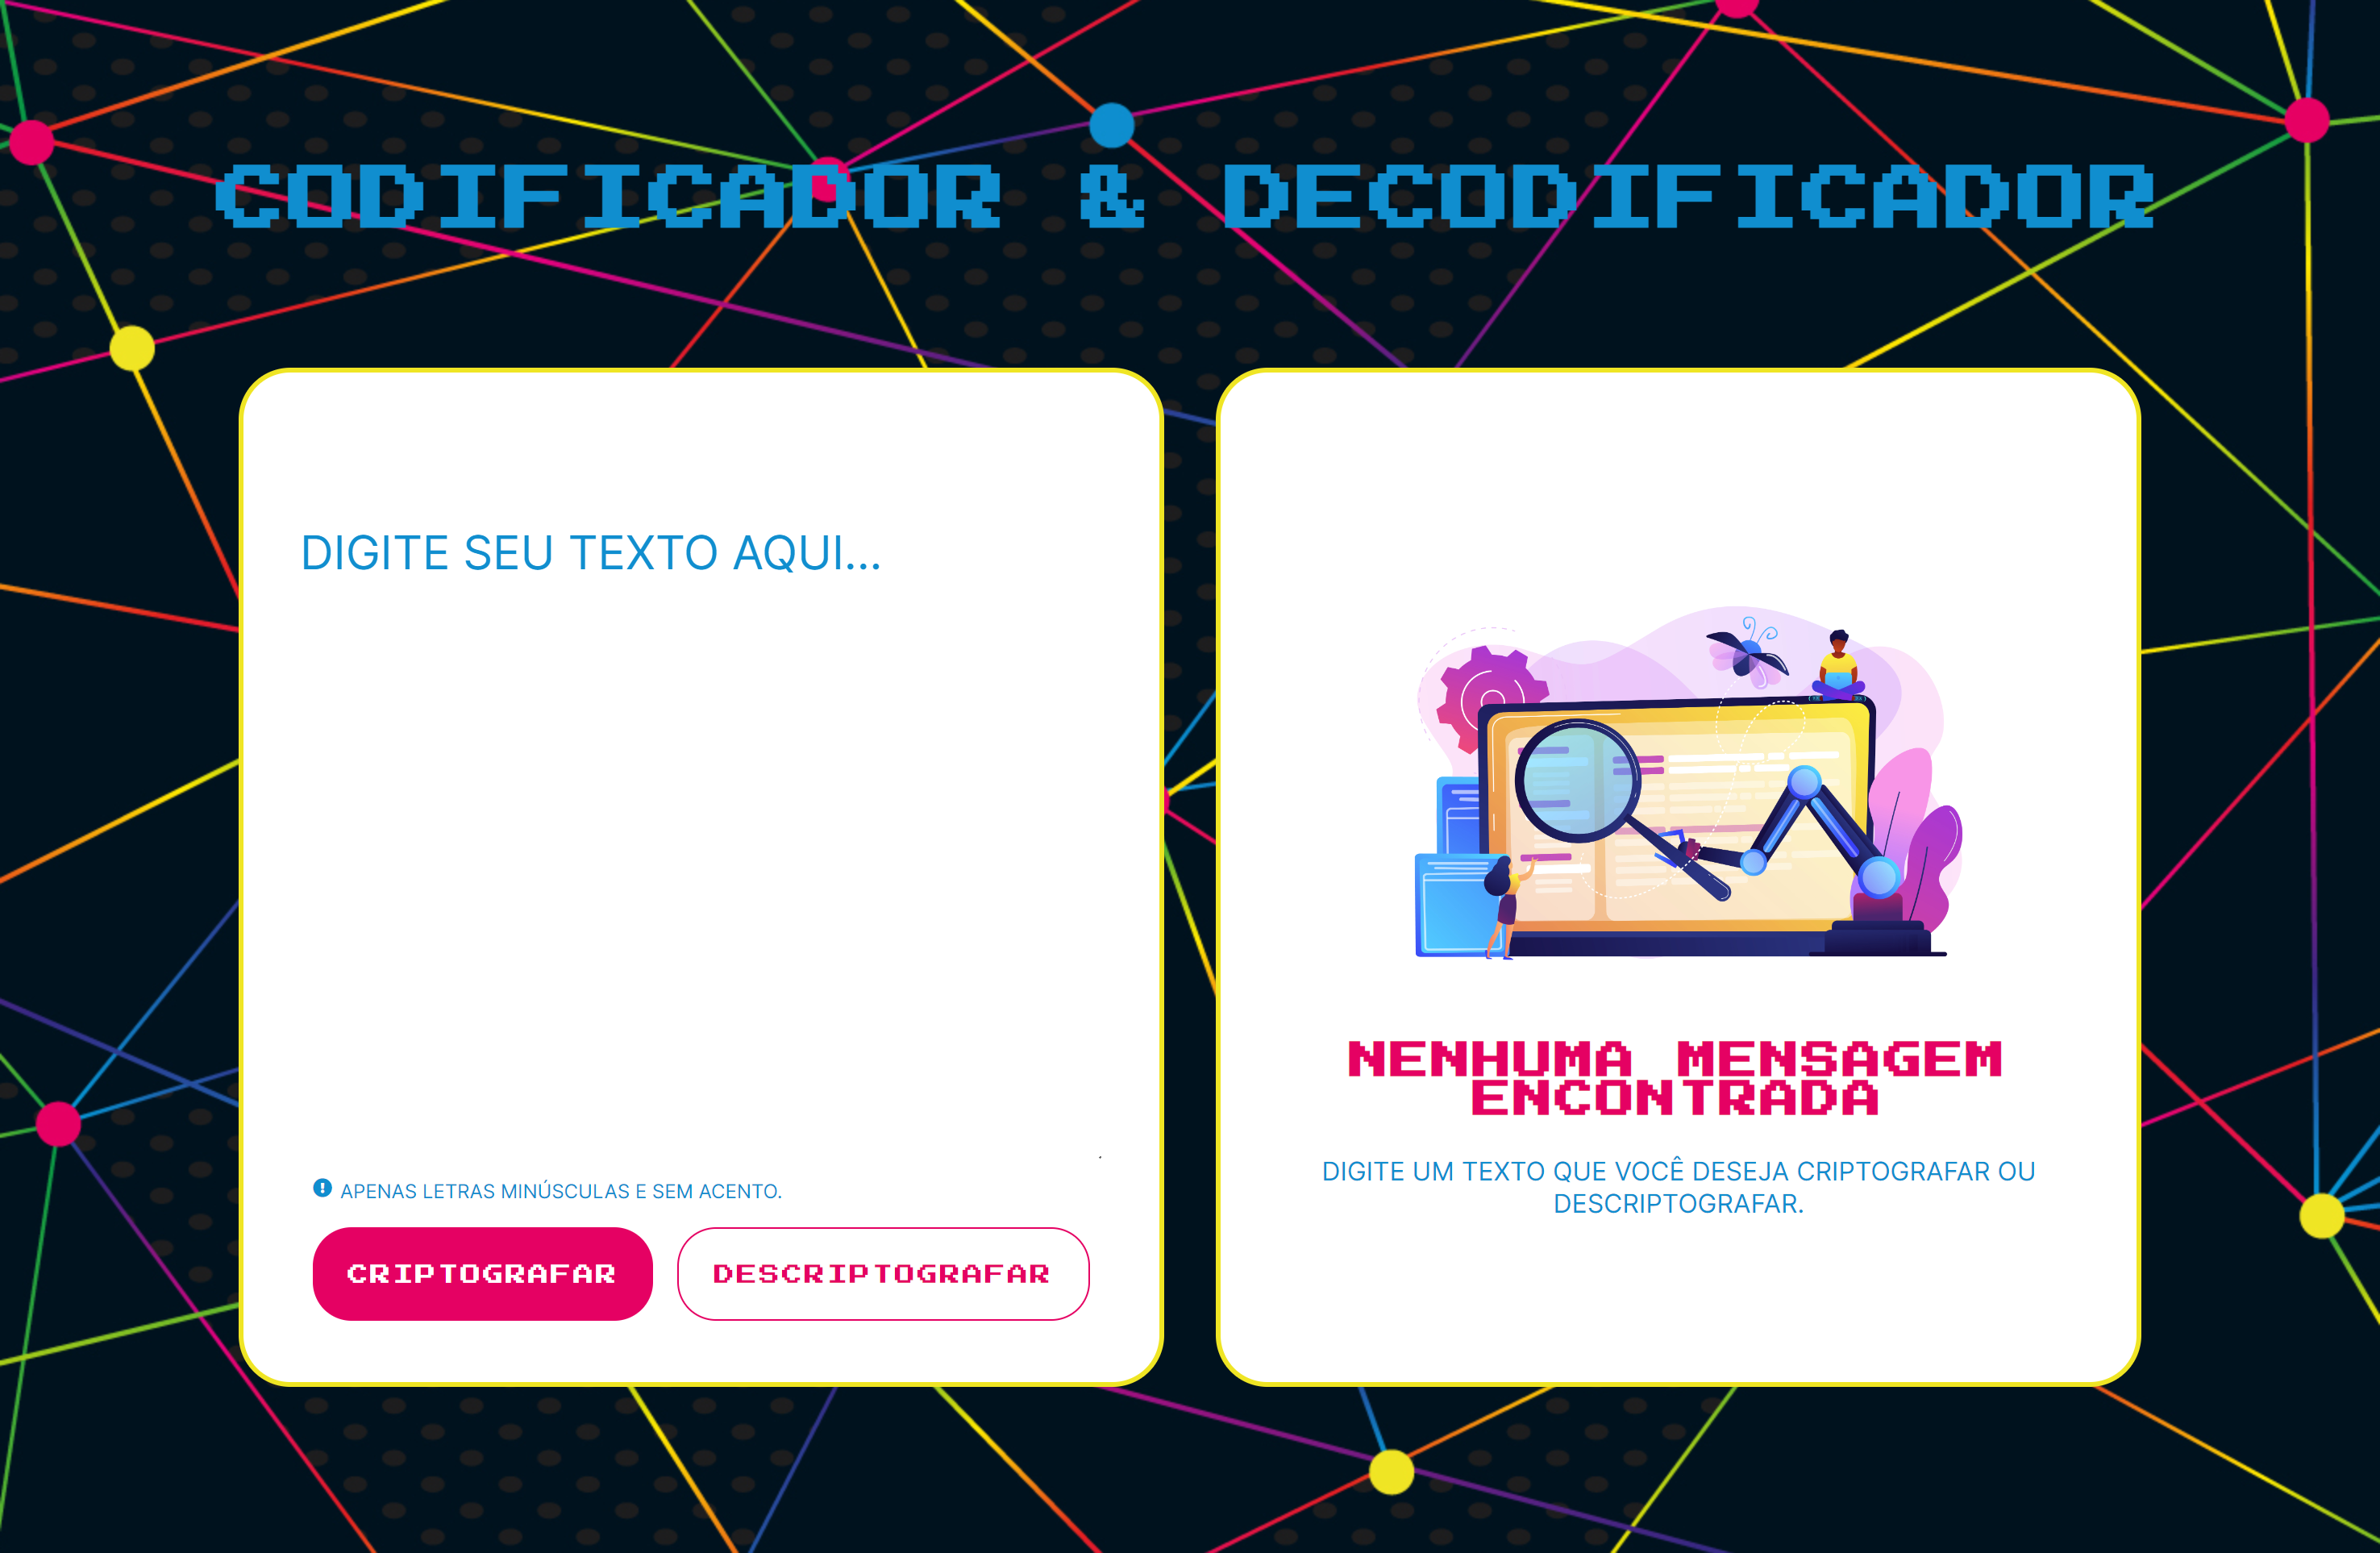 CODIFICADOR & DECODIFICADOR
DIGITE SEU TEXTO AQUI...
APENAS LETRAS MINÚSCULAS E SEM ACENTO.
CRIPTOGRAFAR
DESCRIPTOGRAFAR
NENHUMA MENSAGEM
ENCONTRADA
DIGITE UM TEXTO QUE VOCÊ DESEJA CRIPTOGRAFAR OU
DESCRIPTOGRAFAR.